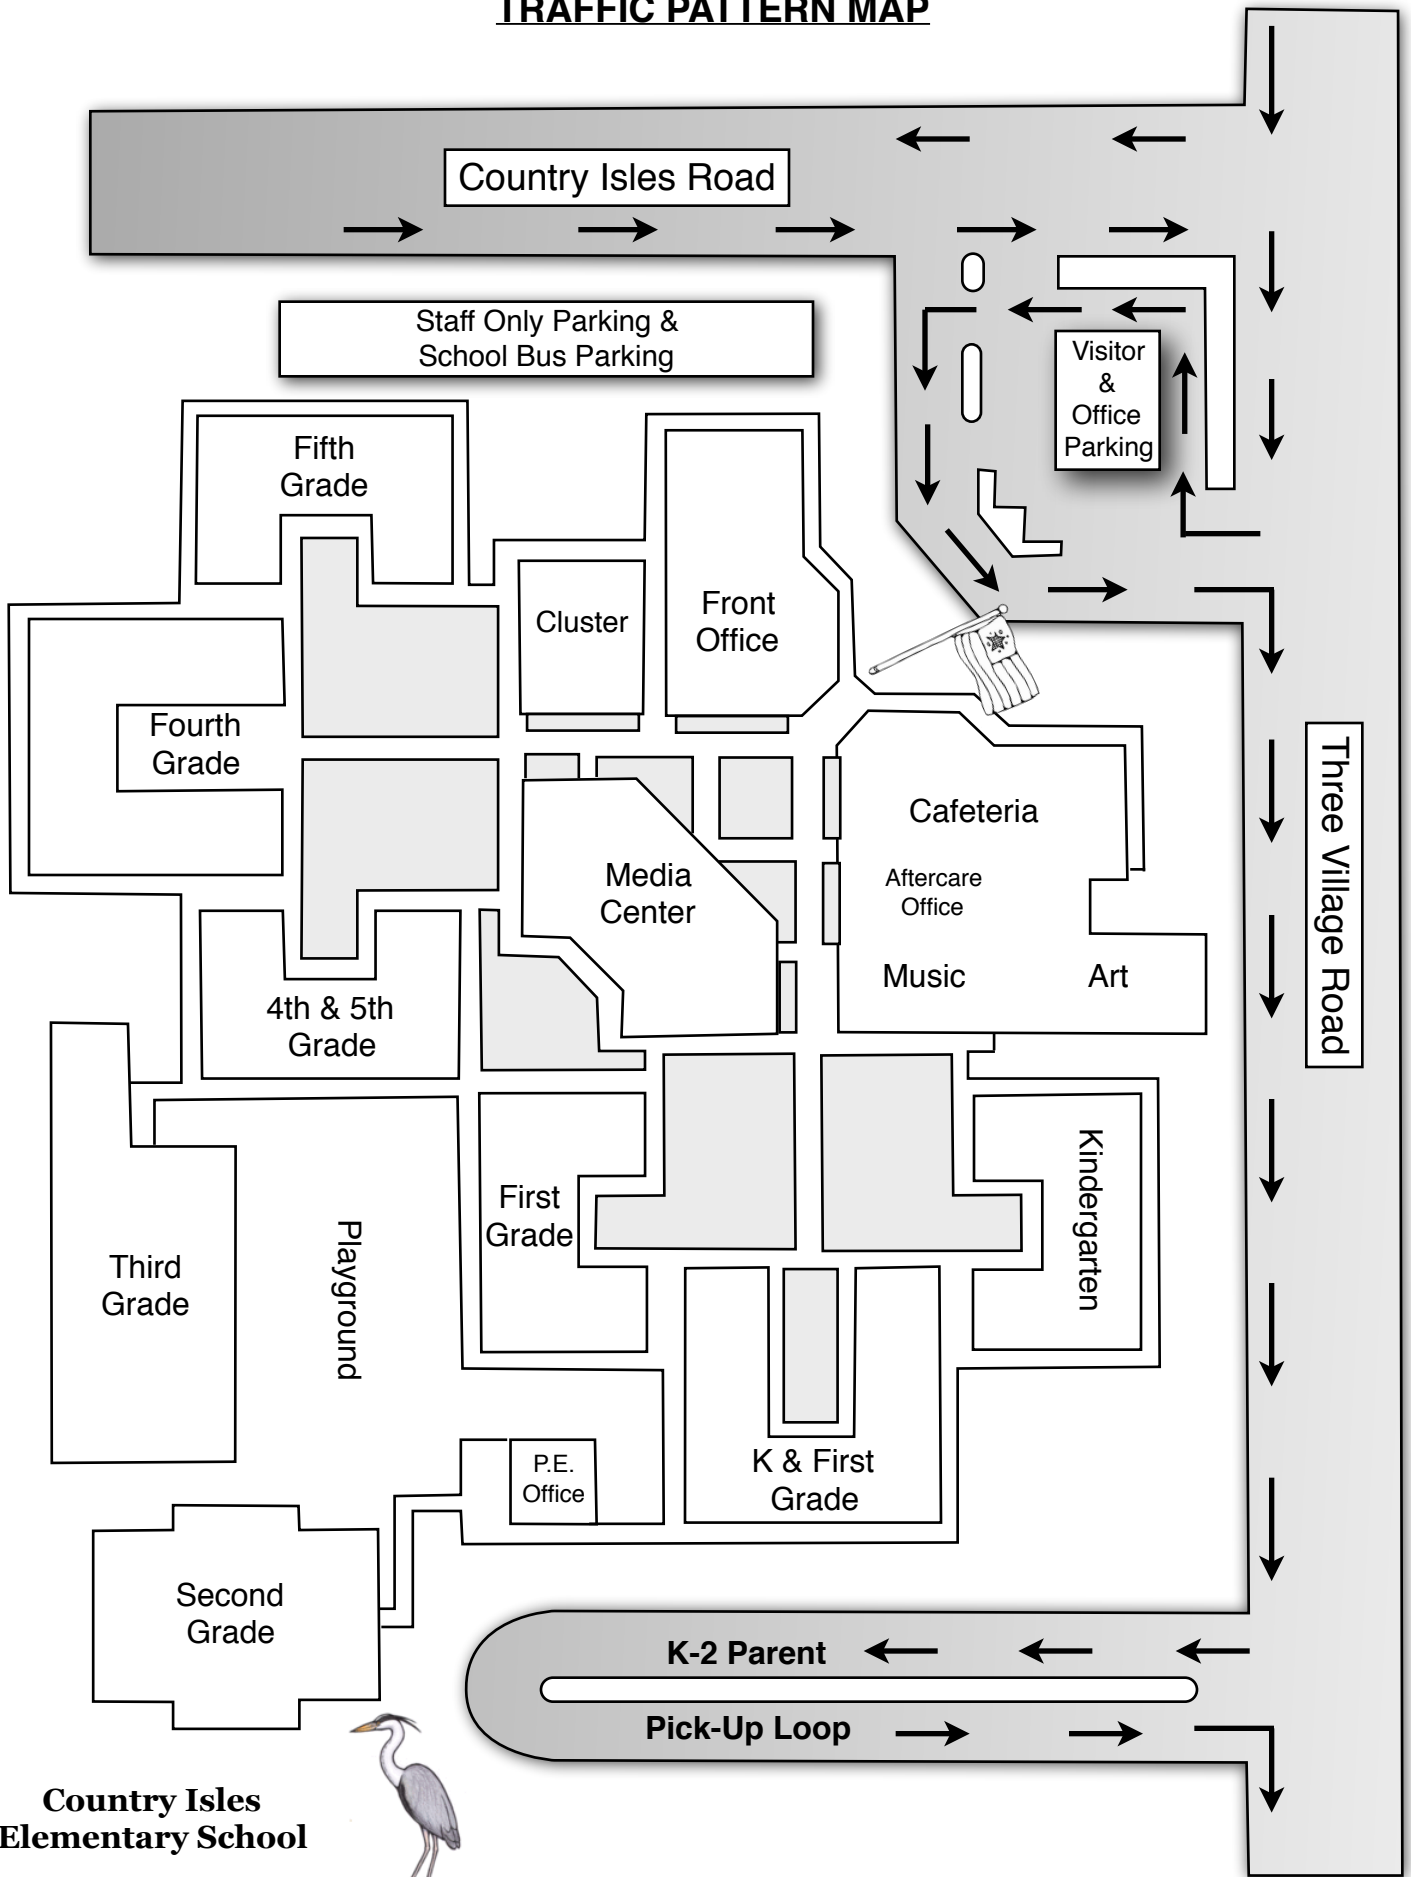 TRAFFIC PATTERN MAP
Country Isles Road
Staff Only Parking &
School Bus Parking
Visitor
&
Office
Parking
Fifth
Grade
Cluster
Front
Office
Fourth
Grade
Three Village Road
Cafeteria
Media
Center
Aftercare
Office
Music
Art
4th & 5th
Grade
Kindergarten
First
Grade
Playground
Third
Grade
P.E.
Office
K & First
Grade
Second
Grade
K-2 Parent
Pick-Up Loop
Country Isles
Elementary School